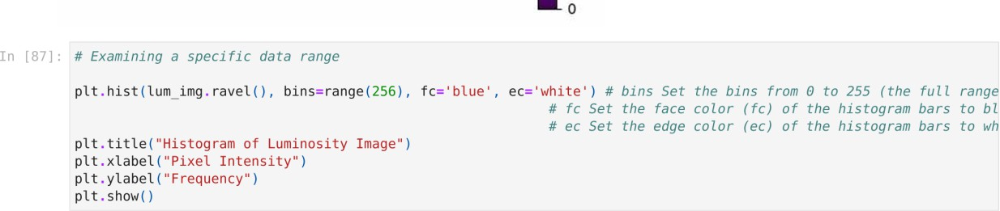 0
In [87]:
# Examining a specific data range
plt.hist(lum_img.ravel(), bins=range(256), fc='blue', ec='white') # bins Set the bins from 0 to 255 (the full range
# fc Set the face color (fc) of the histogram bars to bl
# ec Set the edge color (ec) of the histogram bars to wh
plt.title("Histogram of Luminosity Image")
plt.xlabel("Pixel Intensity")
plt.ylabel("Frequency")
plt.show()